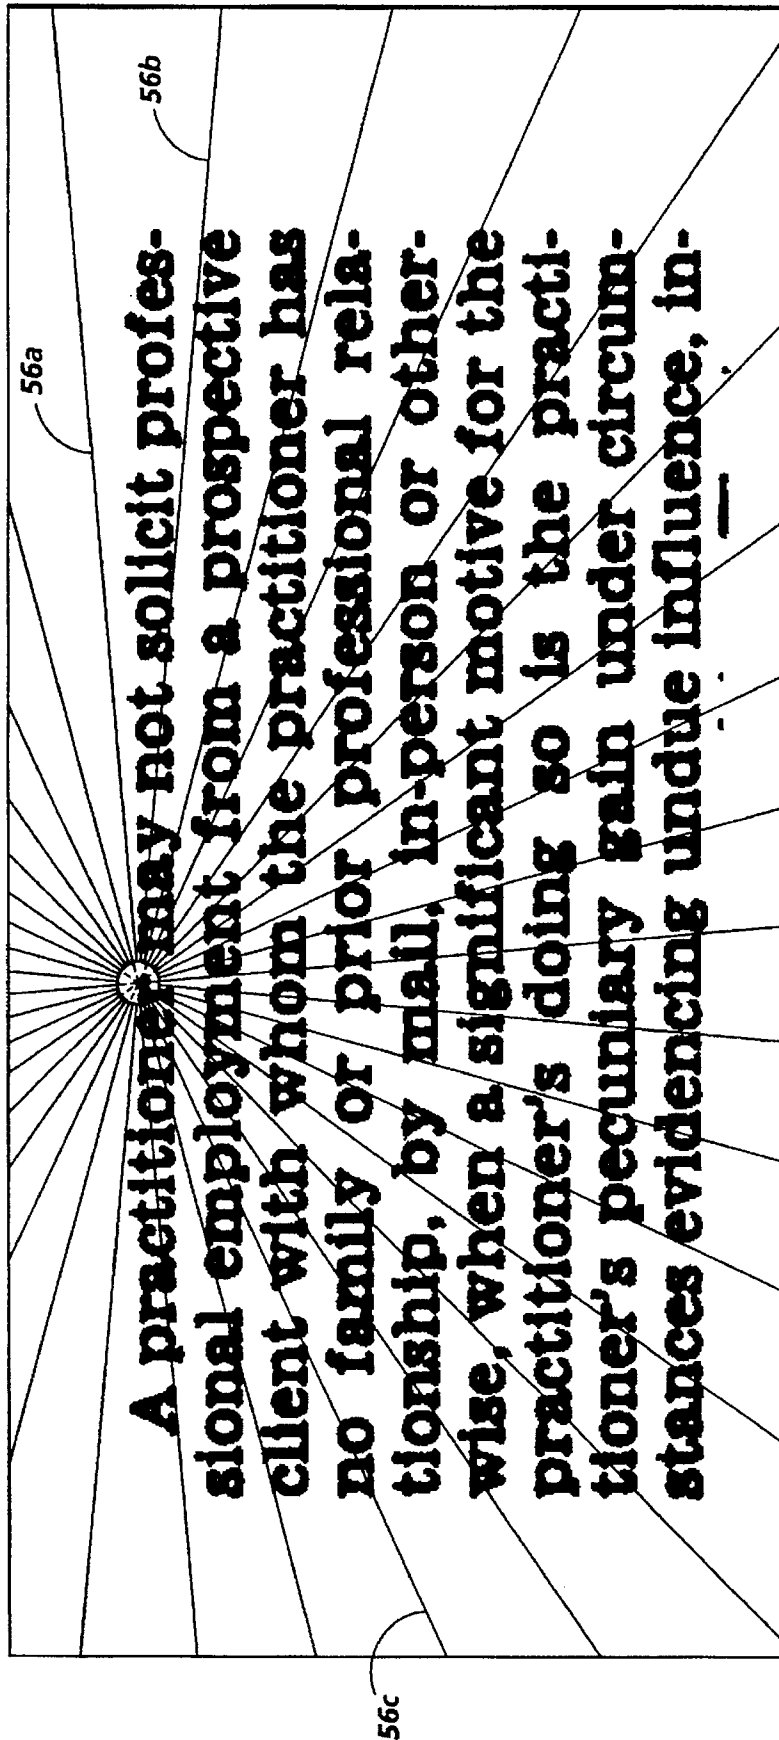 56a
56b
A practitioner may not solicit profes-
sional employment from a prospective
client with whom the practitioner has
no family or prior professional rela-
tionship, by mail, in-person or other-
wise, when a significant motive for the
practitioner's doing so is the practi-
tioner's pecuniary gain under circum-
stances evidencing undue influence, in-
56c